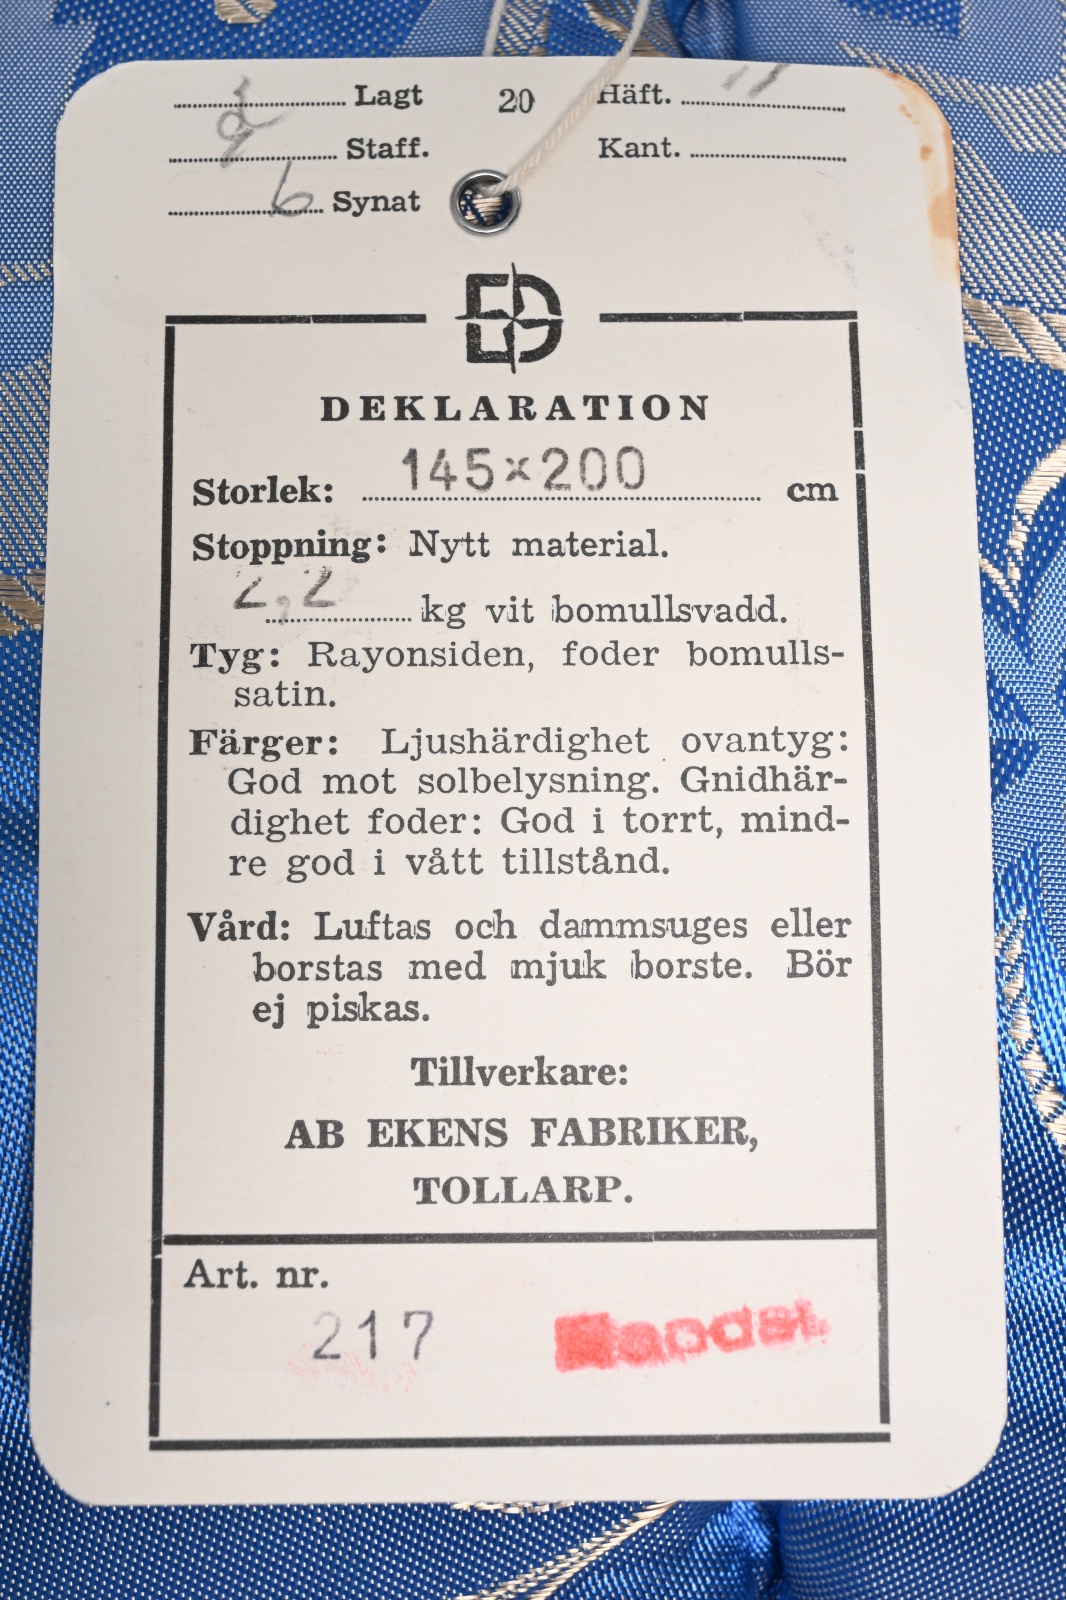 Lagt 20 Häft. 11
Staff. Kant.
6 Synat
ED
DEKLARATION
Storlek: 145×200 cm
Stoppning: Nytt material.
2,2 kg vit bomullsvadd.
Tyg: Rayonsiden, foder bomulls-
satin.
Färger: Ljushärdighet ovantyg:
God mot solbelysning. Gnidhär-
dighet foder: God i torrt, mind-
re god i vått tillstånd.
Vård: Luftas och dammsuges eller
borstas med mjuk borste. Bör
ej piskas.
Tillverkare:
AB EKENS FABRIKER,
TOLLARP.
Art. nr.
217